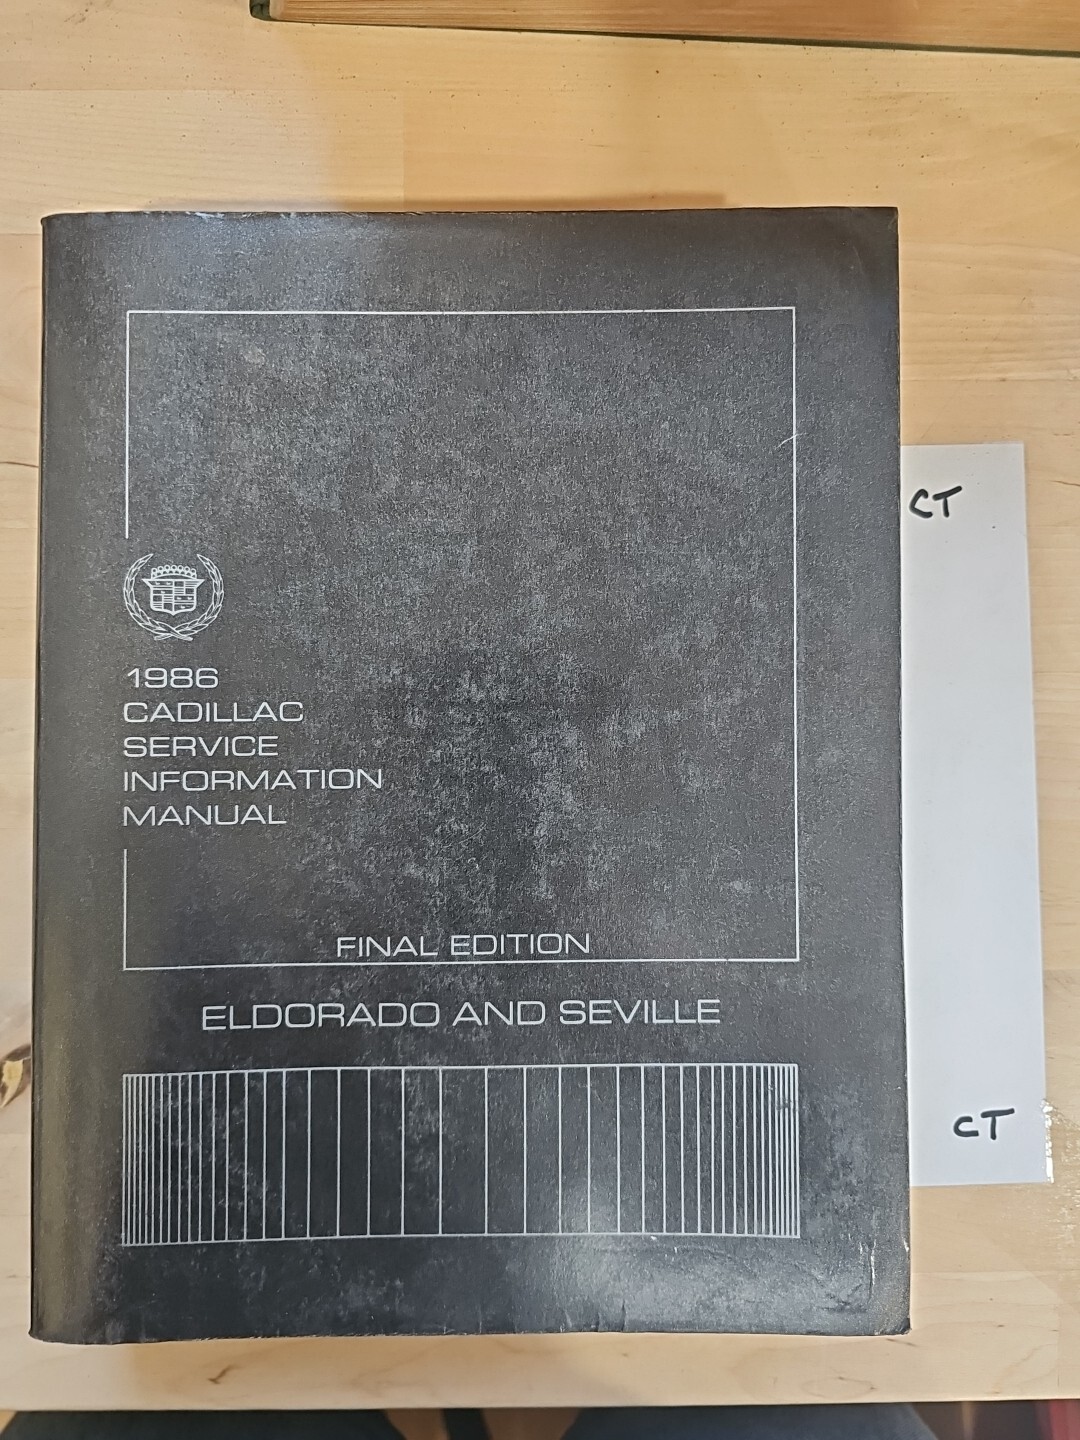 CT
1986
CADILLAC
SERVICE
INFORMATION
MANUAL
FINAL EDITION
ELDORADO AND SEVILLE
CT